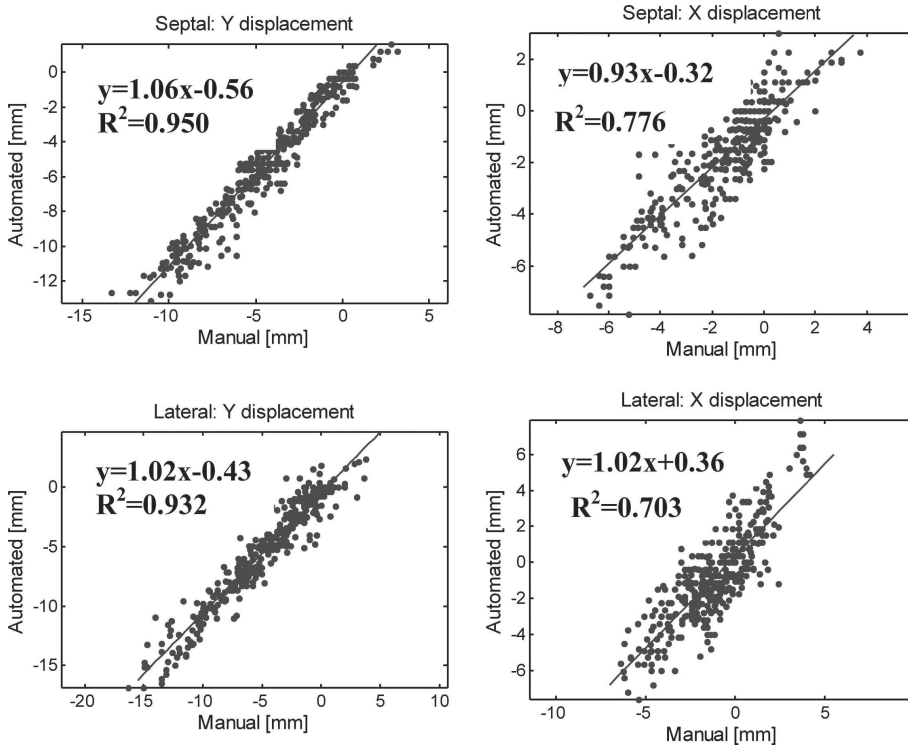 Septal: Y displacement
y=1.06x-0.56
R²=0.950
Automated [mm]
0
-2
-4
-6
-8
-10
-12
-15
-10
-5
0
5
Manual [mm]
Septal: X displacement
y=0.93x-0.32
R²=0.776
Automated [mm]
2
0
-2
-4
-6
-8
-6
-4
-2
0
2
4
Manual [mm]
Lateral: Y displacement
y=1.02x-0.43
R²=0.932
Automated [mm]
0
-5
-10
-15
-20
-15
-10
-5
0
5
10
Manual [mm]
Lateral: X displacement
y=1.02x+0.36
R²=0.703
Automated [mm]
6
4
2
0
-2
-4
-6
-10
-5
0
5
Manual [mm]